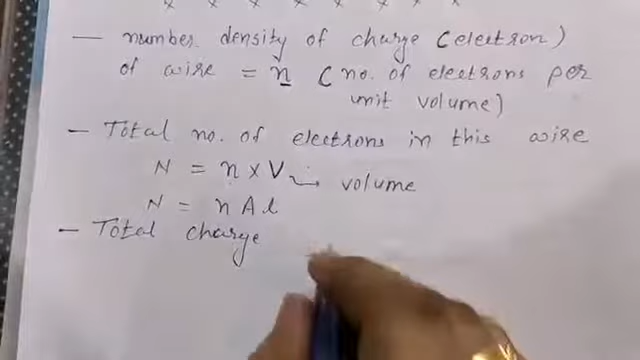 x x x x x x x x
— number density of charge (electron)
of wire = n (no. of electrons per
unit volume)
– Total no. of electrons in this wire
N = n x V → volume
N = n A l
– Total charge